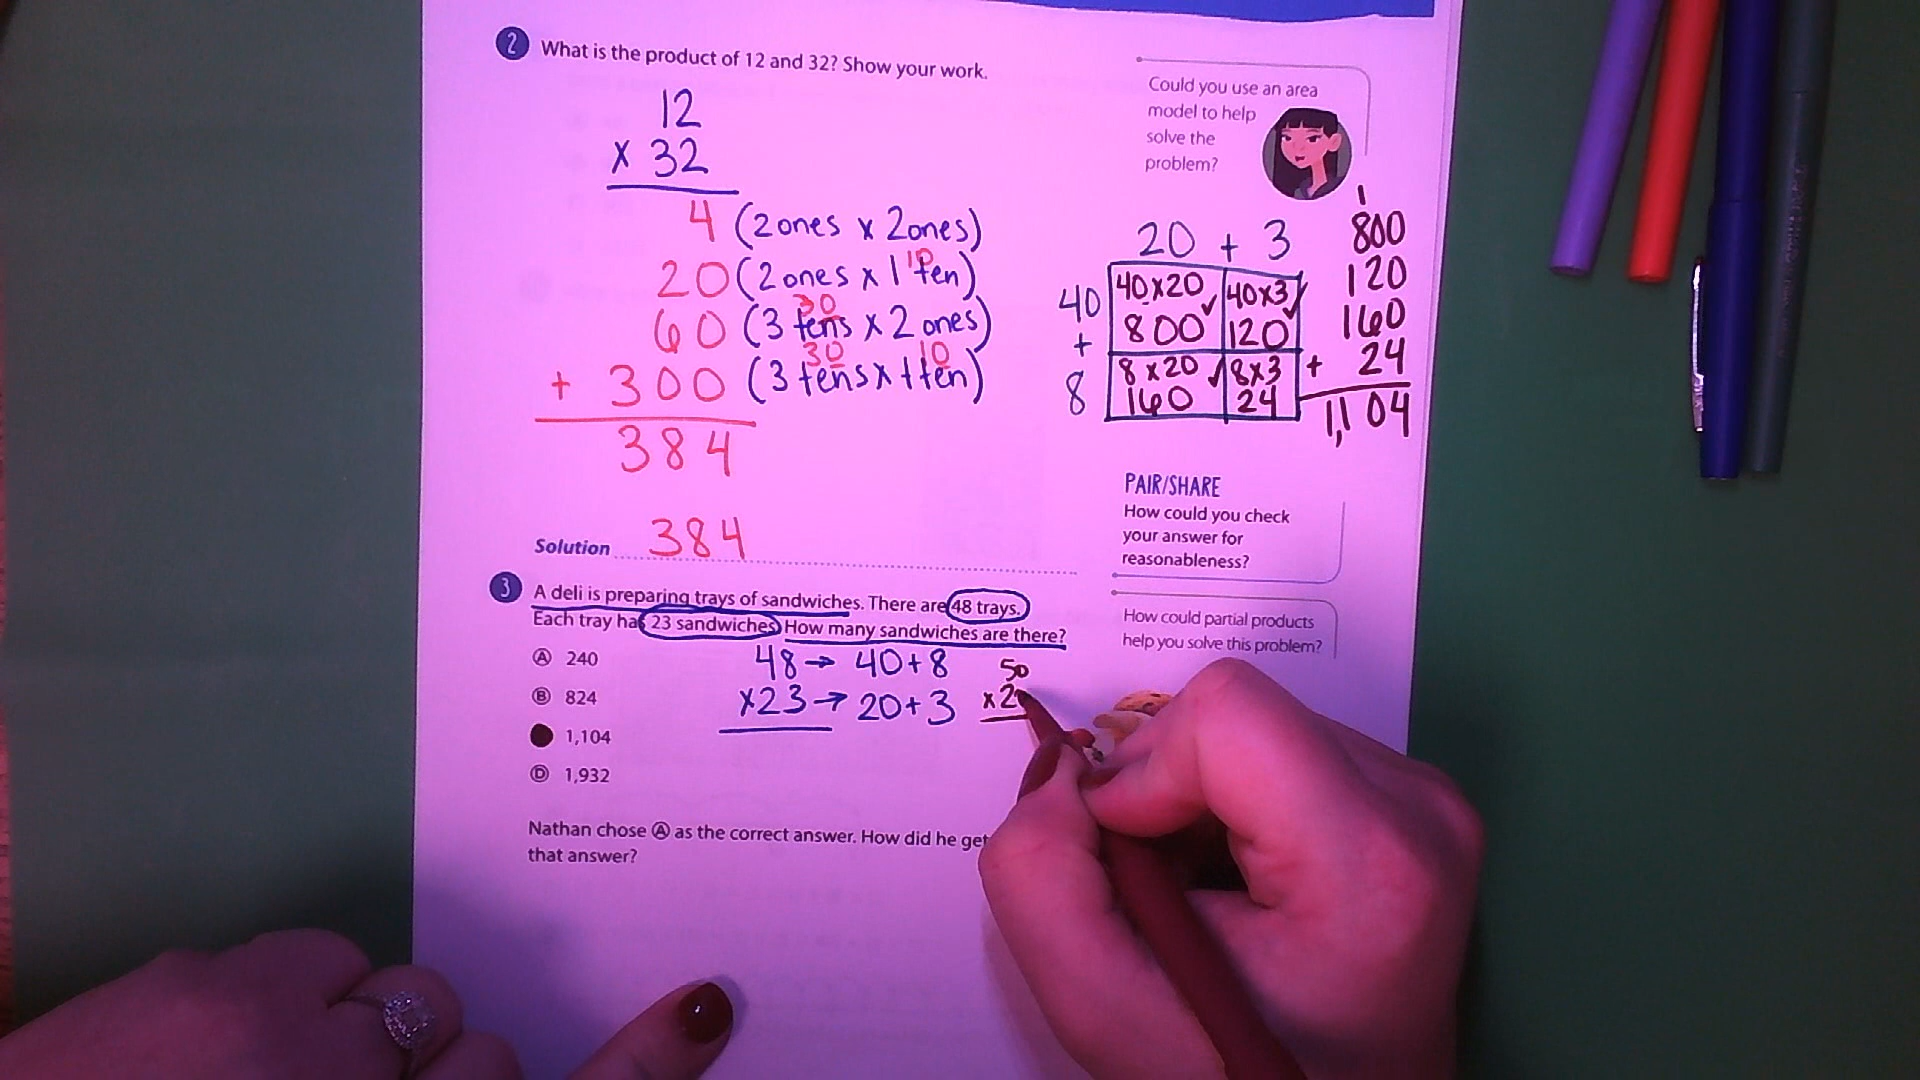 2 What is the product of 12 and 32? Show your work.
12
x 32
4 (2 ones x 2 ones)
10
20 (2 ones x 1 ten)
30
60 (3 tens x 2 ones)
30 10
+ 300 (3 tens x 1 ten)
384
Solution 384
Could you use an area
model to help
solve the
problem?
20 + 3
40 + 8
40x20 40x3
800 120
8x20 8x3
160 24
1
800
120
160
+ 24
1,104
PAIR/SHARE
How could you check
your answer for
reasonableness?
3 A deli is preparing trays of sandwiches. There are 48 trays.
Each tray has 23 sandwiches. How many sandwiches are there?
A 240
B 824
1,104
D 1,932
48 → 40+8
x23 → 20+3
50
x2
How could partial products
help you solve this problem?
Nathan chose A as the correct answer. How did he get
that answer?